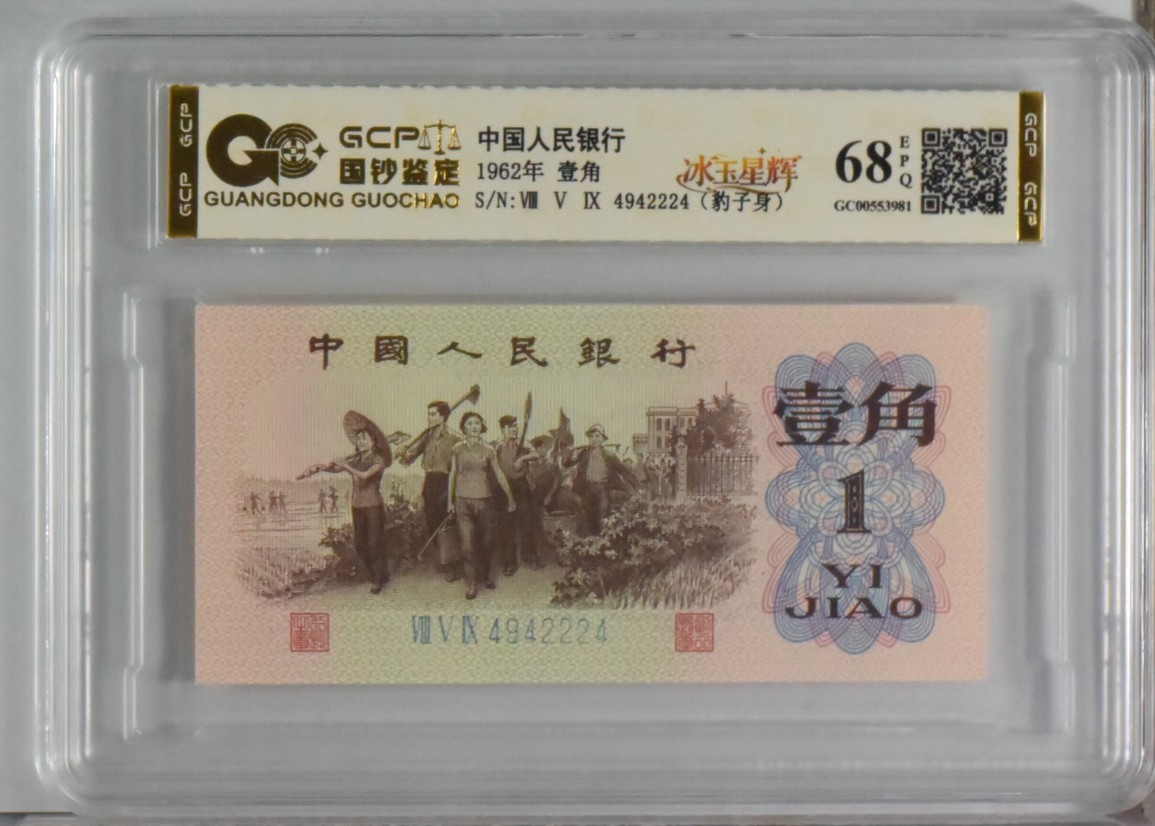 GCP GCP
GCP
国钞鉴定
GUANGDONG GUOCHAO
中国人民银行
1962年 壹角
S/N:Ⅷ Ⅴ Ⅸ 4942224（豹子身）
冰玉星辉
68
EPQ
GC00553981
GCP GCP
中國人民銀行
壹角
1
YI
JIAO
Ⅷ Ⅴ Ⅸ 4942224